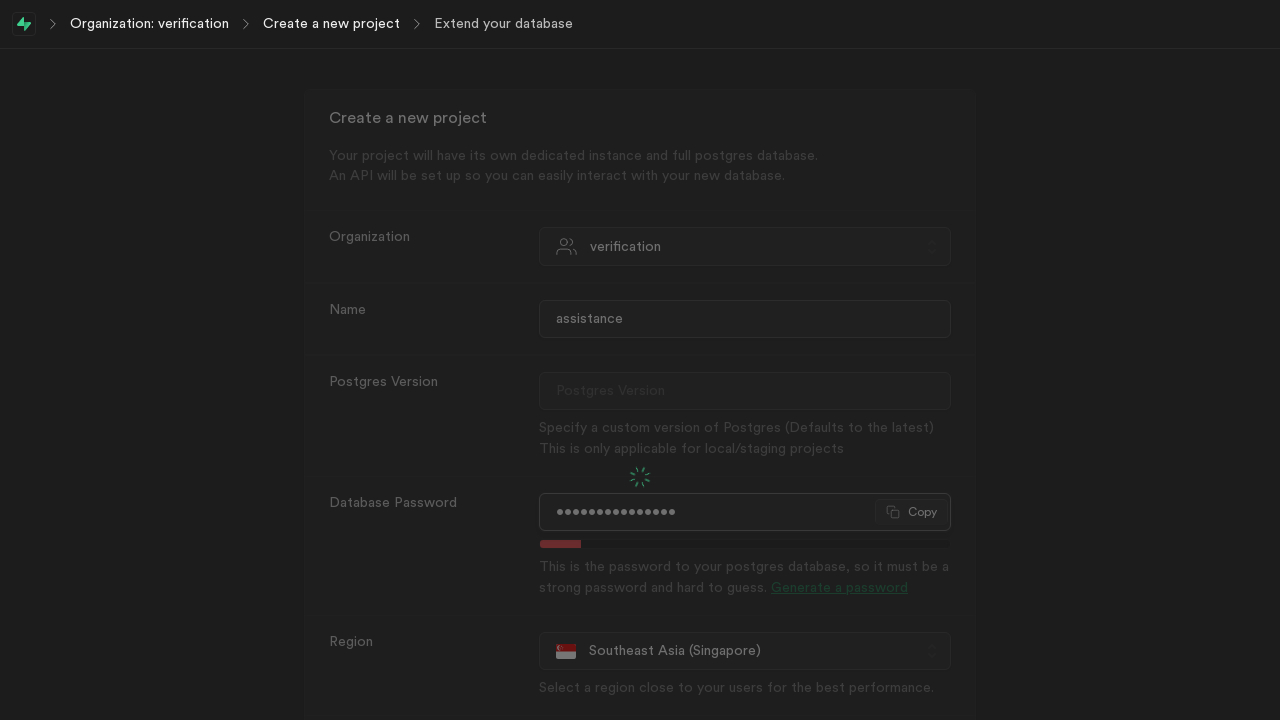 Organization: verification
Create a new project
Extend your database
Create a new project
Your project will have its own dedicated instance and full postgres database.
An API will be set up so you can easily interact with your new database.
Organization
verification
Name
assistance
Postgres Version
Postgres Version
Specify a custom version of Postgres (Defaults to the latest)
This is only applicable for local/staging projects
Database Password
•••••••••••••••
Copy
This is the password to your postgres database, so it must be a
strong password and hard to guess. Generate a password
Region
Southeast Asia (Singapore)
Select a region close to your users for the best performance.